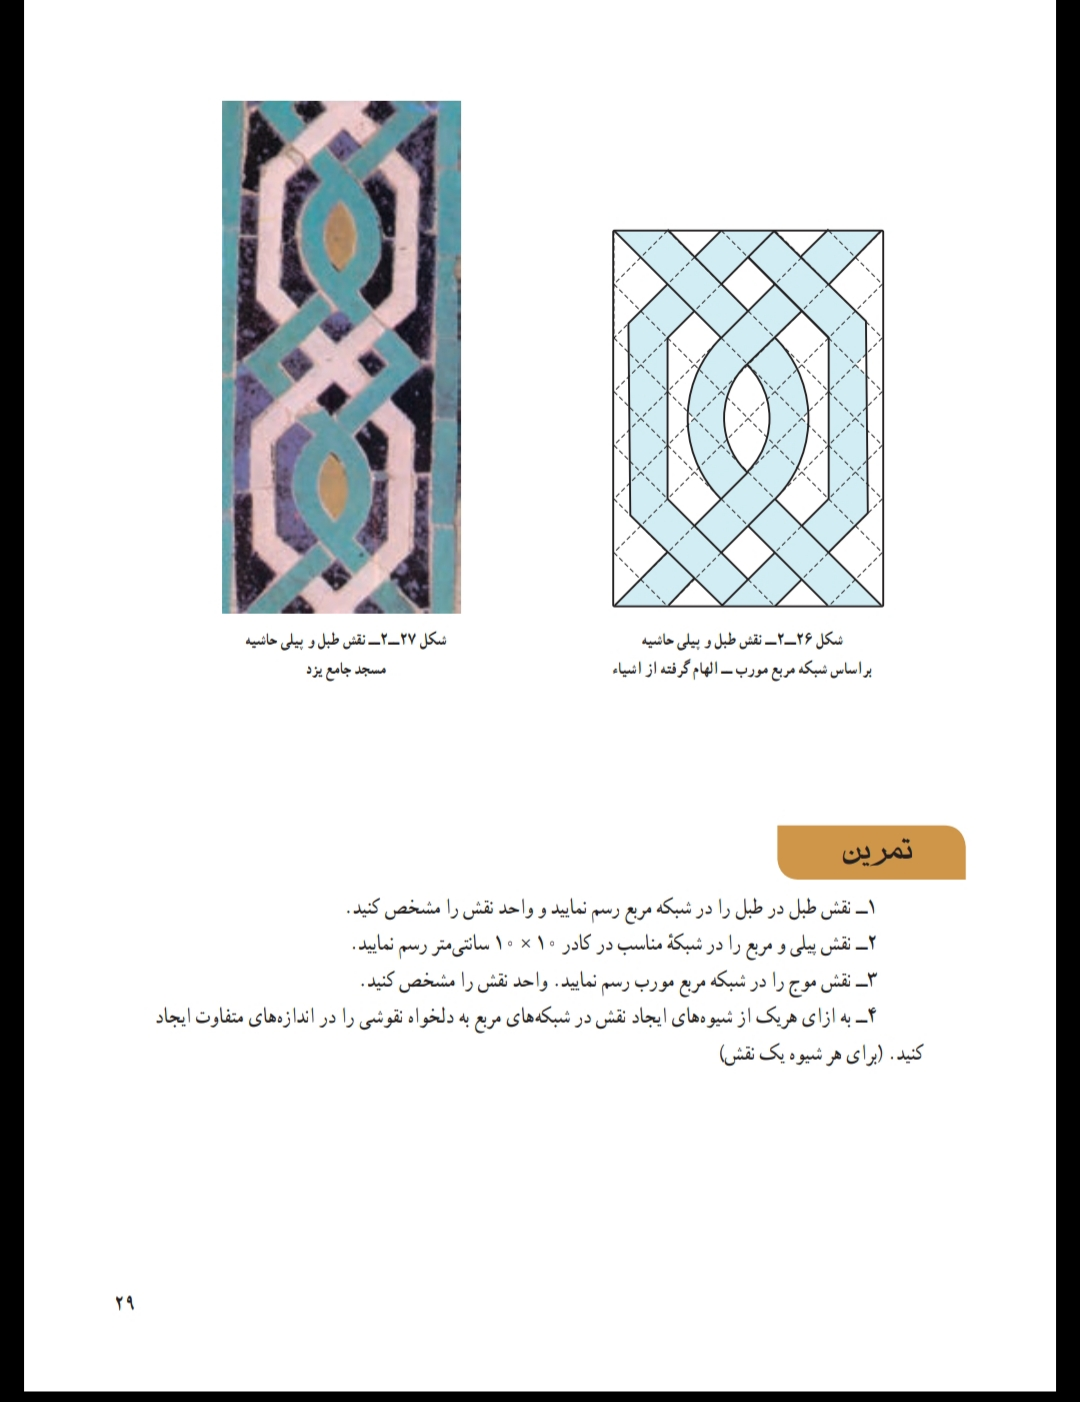 شکل ۲۶ــ۲ــ نقش طبل و پیلی حاشیه
براساس شبکه مربع مورب ــ الهام گرفته از اشیاء
شکل ۲۷ــ۲ــ نقش طبل و پیلی حاشیه
مسجد جامع یزد
تمرین
۱ــ نقش طبل در طبل را در شبکه مربع رسم نمایید و واحد نقش را مشخص کنید.
۲ــ نقش پیلی و مربع را در شبکهٔ مناسب در کادر ۱۰ × ۱۰ سانتی‌متر رسم نمایید.
۳ــ نقش موج را در شبکه مربع مورب رسم نمایید. واحد نقش را مشخص کنید.
۴ــ به ازای هریک از شیوه‌های ایجاد نقش در شبکه‌های مربع به دلخواه نقوشی را در اندازه‌های متفاوت ایجاد
کنید. (برای هر شیوه یک نقش)
۲۹